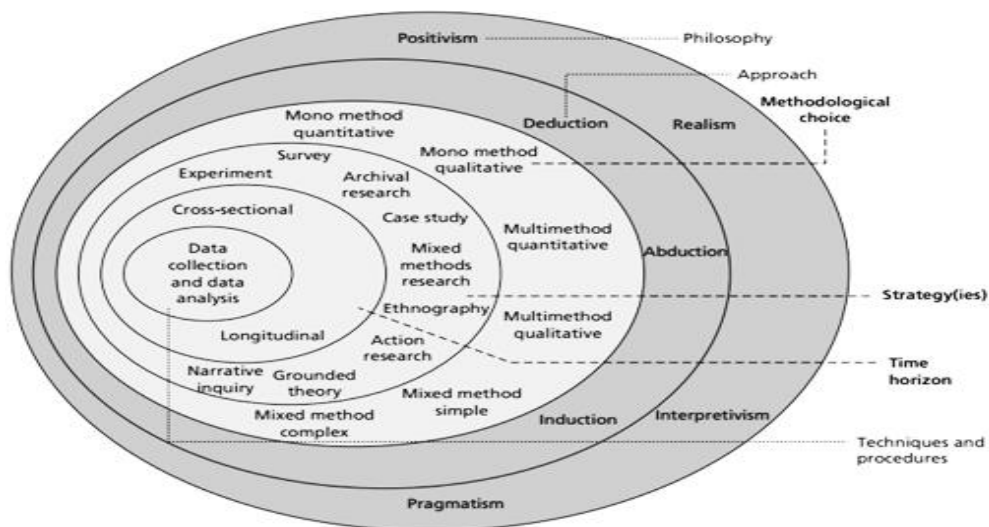 Positivism
Philosophy
Approach
Methodological
choice
Mono method
quantitative
Deduction
Realism
Mono method
qualitative
Survey
Experiment
Archival
research
Cross-sectional
Case study
Multimethod
quantitative
Data
collection
and data
analysis
Mixed
methods
research
Abduction
Strategy(ies)
Ethnography
Multimethod
qualitative
Longitudinal
Action
research
Time
horizon
Narrative
inquiry
Grounded
theory
Mixed method
simple
Mixed method
complex
Induction
Interpretivism
Techniques and
procedures
Pragmatism